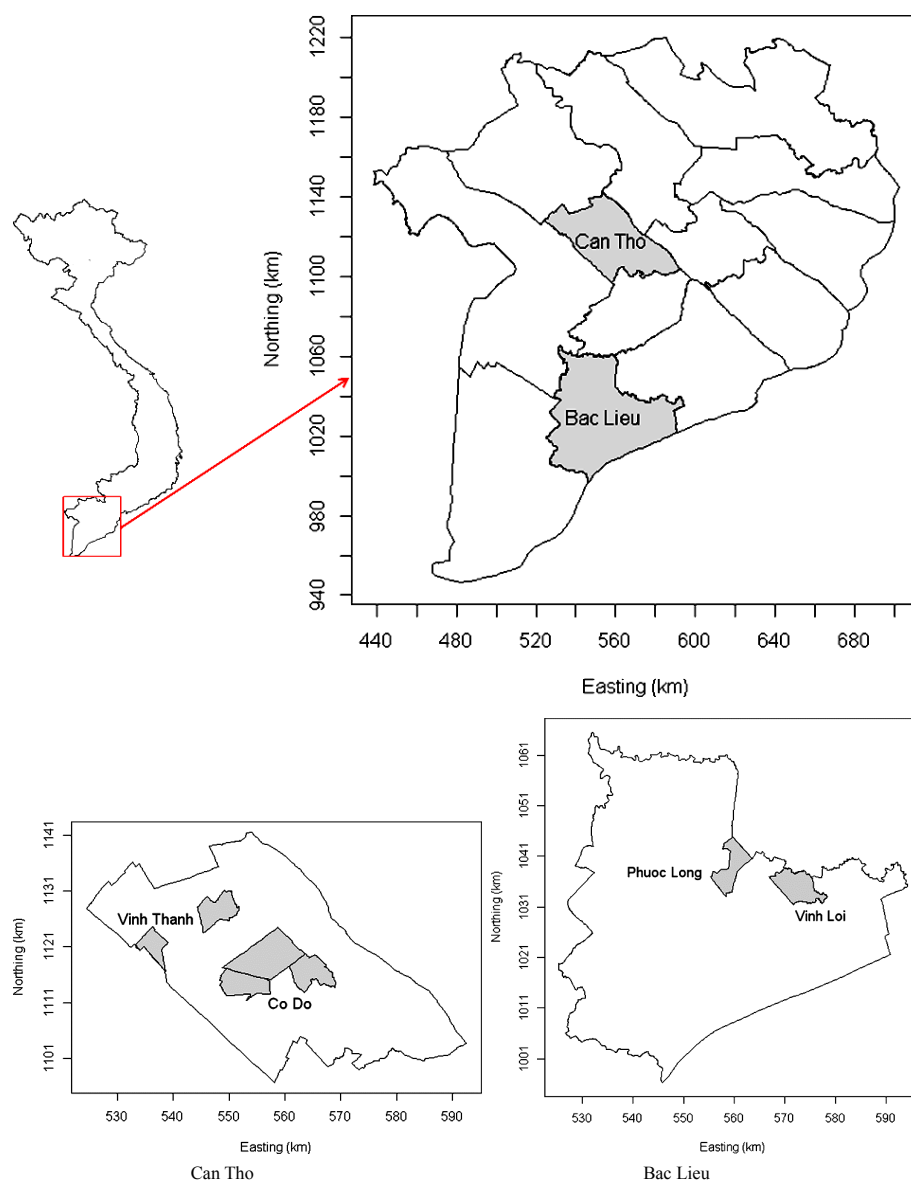 1220
1180
1140
1100
1060
1020
980
940
Northing (km)
Can Tho
Bac Lieu
440 480 520 560 600 640 680
Easting (km)
1141
1131
1121
1111
1101
Northing (km)
Vinh Thanh
Co Do
530 540 550 560 570 580 590
Easting (km)
Can Tho
1061
1051
1041
1031
1021
1011
1001
Northing (km)
Phuoc Long
Vinh Loi
530 540 550 560 570 580 590
Easting (km)
Bac Lieu